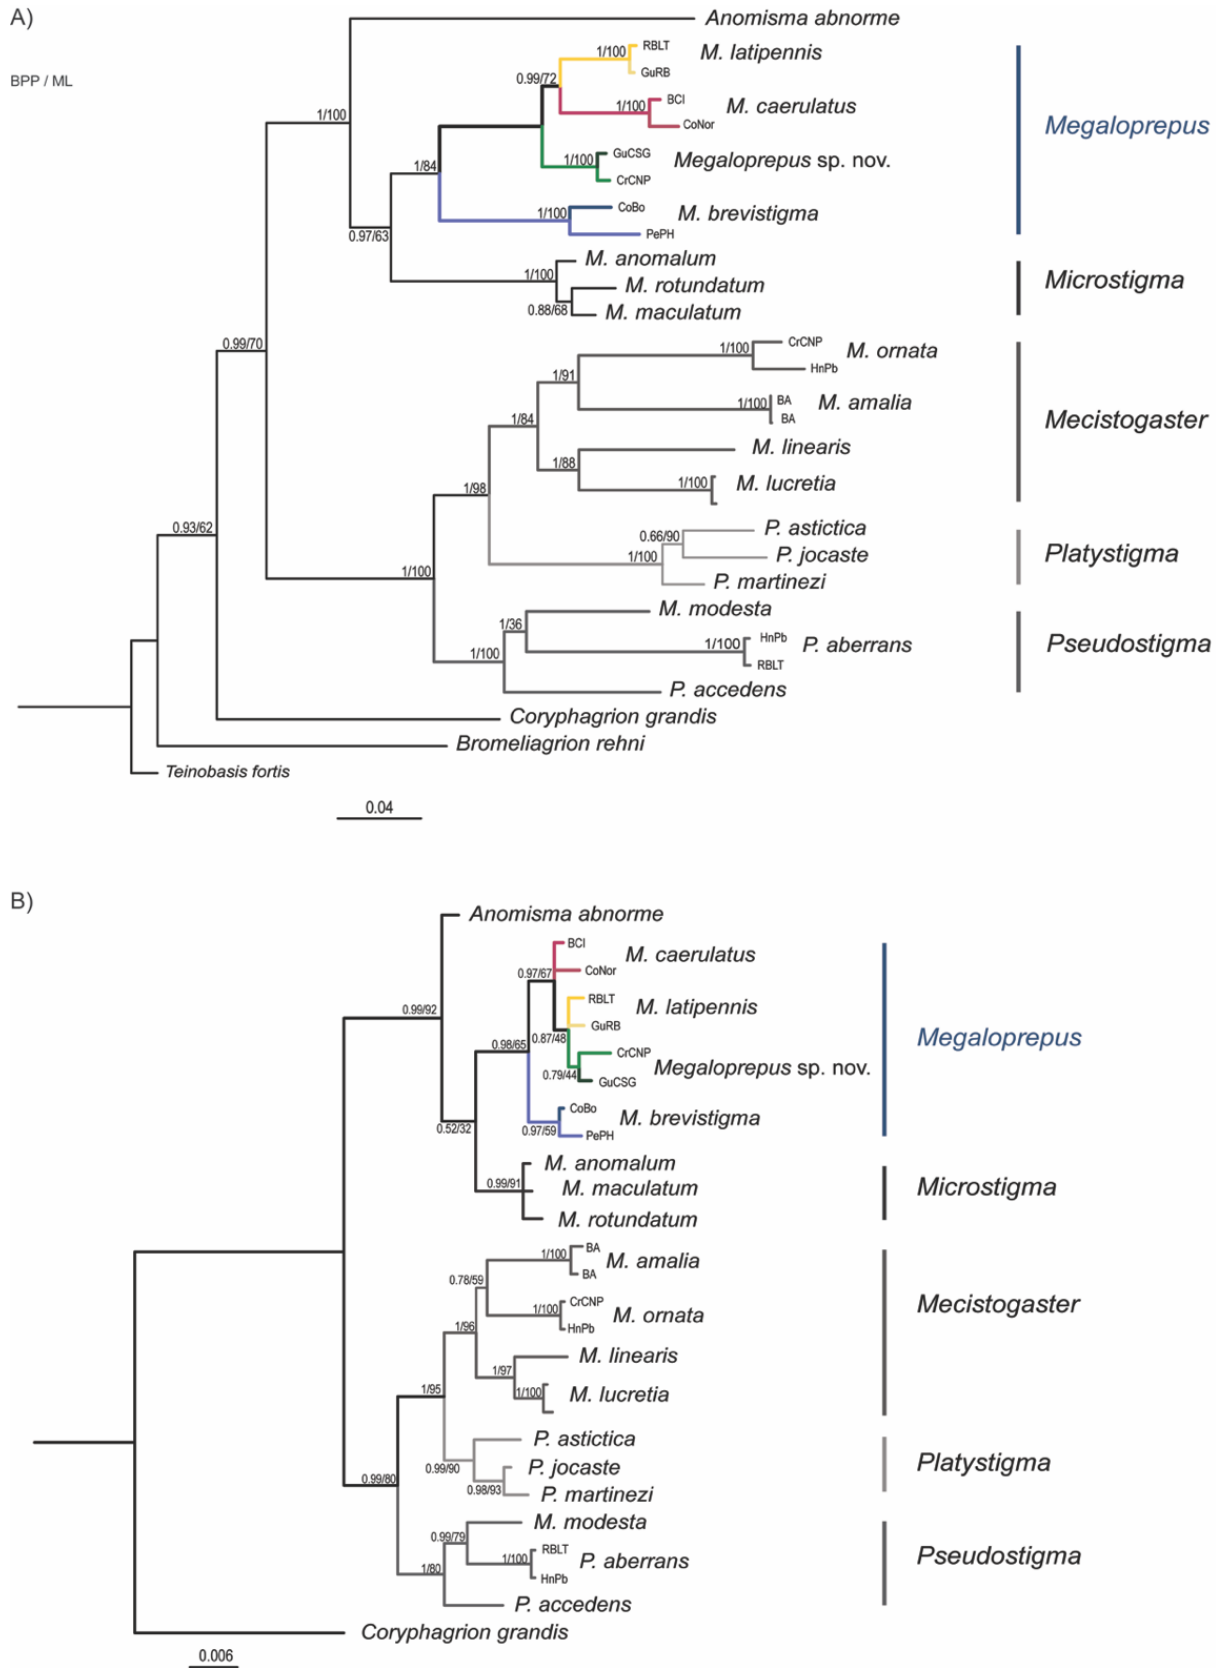 A)
Anomisma abnorme
BPP / ML
1/100
RBLT
M. latipennis
GuRB
0.99/72
1/100
BCI
M. caerulatus
CoNor
1/100
Megaloprepus
1/100
GuCSG
Megaloprepus sp. nov.
CrCNP
1/84
1/100
CoBo
M. brevistigma
PePH
0.97/63
M. anomalum
1/100
M. rotundatum
Microstigma
0.88/68
M. maculatum
0.99/70
1/100
CrCNP
M. ornata
HnPb
1/91
1/100
BA
M. amalia
BA
Mecistogaster
1/84
M. linearis
1/88
1/100
M. lucretia
1/98
0.93/62
P. astictica
0.66/90
1/100
P. jocaste
Platystigma
P. martinezi
1/100
M. modesta
1/36
1/100
HnPb
P. aberrans
RBLT
Pseudostigma
1/100
P. accedens
Coryphagrion grandis
Bromeliagrion rehni
Teinobasis fortis
0.04
B)
Anomisma abnorme
BCI
M. caerulatus
0.97/67
CoNor
0.99/92
RBLT
M. latipennis
GuRB
0.87/48
Megaloprepus
0.98/65
CrCNP
Megaloprepus sp. nov.
0.79/44
GuCSG
CoBo
M. brevistigma
0.97/59
PePH
0.52/32
M. anomalum
0.99/91
M. maculatum
Microstigma
M. rotundatum
1/100
BA
M. amalia
BA
0.78/59
1/100
CrCNP
M. ornata
HnPb
Mecistogaster
1/96
M. linearis
1/97
1/100
M. lucretia
1/95
P. astictica
0.99/90
P. jocaste
Platystigma
0.98/93
P. martinezi
0.99/80
M. modesta
0.99/79
1/100
RBLT
P. aberrans
HnPb
Pseudostigma
1/80
P. accedens
Coryphagrion grandis
0.006